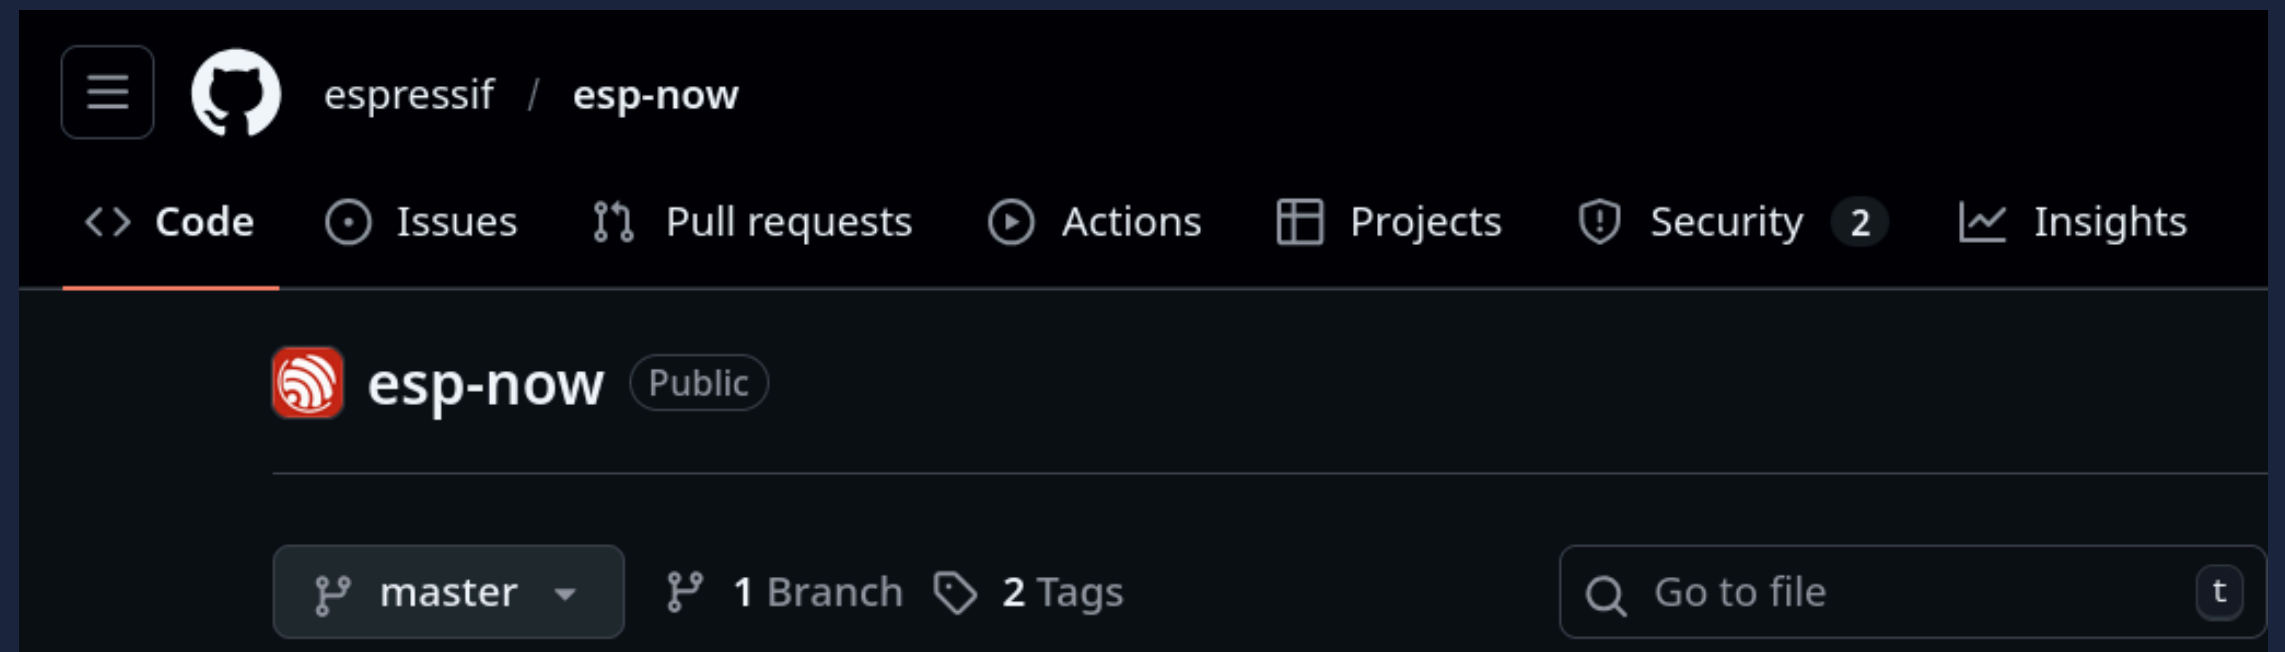 espressif / esp-now
Code Issues Pull requests Actions Projects Security 2 Insights
esp-now Public
master 1 Branch 2 Tags Go to file t